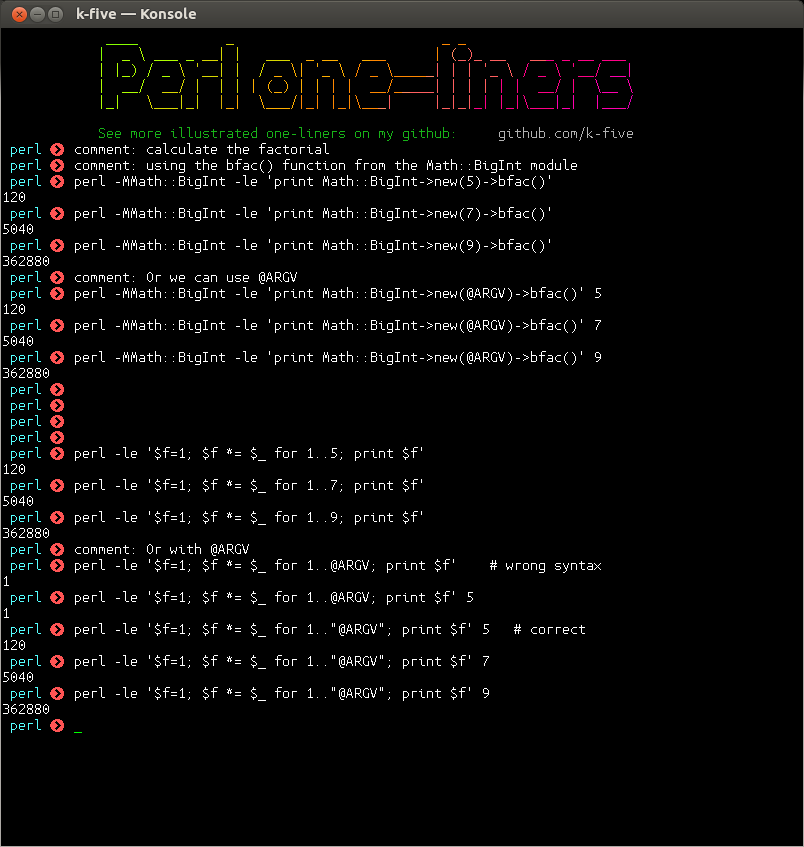 k-five — Konsole
Perl one-liners
See more illustrated one-liners on my github: github.com/k-five
perl comment: calculate the factorial
perl comment: using the bfac() function from the Math::BigInt module
perl perl -MMath::BigInt -le 'print Math::BigInt->new(5)->bfac()'
120
perl perl -MMath::BigInt -le 'print Math::BigInt->new(7)->bfac()'
5040
perl perl -MMath::BigInt -le 'print Math::BigInt->new(9)->bfac()'
362880
perl comment: Or we can use @ARGV
perl perl -MMath::BigInt -le 'print Math::BigInt->new(@ARGV)->bfac()' 5
120
perl perl -MMath::BigInt -le 'print Math::BigInt->new(@ARGV)->bfac()' 7
5040
perl perl -MMath::BigInt -le 'print Math::BigInt->new(@ARGV)->bfac()' 9
362880
perl
perl
perl
perl
perl perl -le '$f=1; $f *= $_ for 1..5; print $f'
120
perl perl -le '$f=1; $f *= $_ for 1..7; print $f'
5040
perl perl -le '$f=1; $f *= $_ for 1..9; print $f'
362880
perl comment: Or with @ARGV
perl perl -le '$f=1; $f *= $_ for 1..@ARGV; print $f' # wrong syntax
1
perl perl -le '$f=1; $f *= $_ for 1..@ARGV; print $f' 5
1
perl perl -le '$f=1; $f *= $_ for 1.."@ARGV"; print $f' 5 # correct
120
perl perl -le '$f=1; $f *= $_ for 1.."@ARGV"; print $f' 7
5040
perl perl -le '$f=1; $f *= $_ for 1.."@ARGV"; print $f' 9
362880
perl _